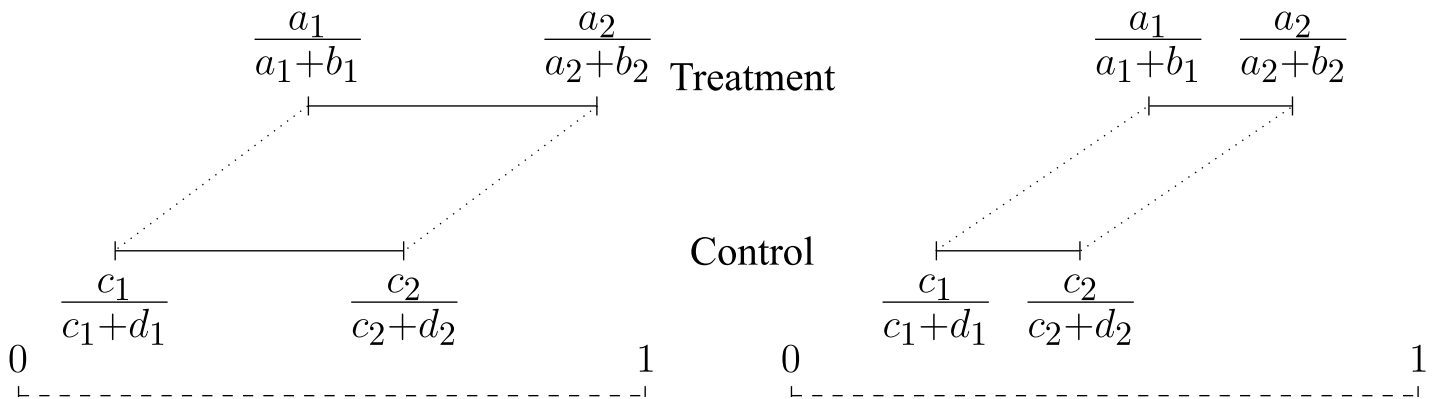 a₁/(a₁+b₁) a₂/(a₂+b₂) Treatment a₁/(a₁+b₁) a₂/(a₂+b₂)
Control
c₁/(c₁+d₁) c₂/(c₂+d₂) c₁/(c₁+d₁) c₂/(c₂+d₂)
0 1 0 1